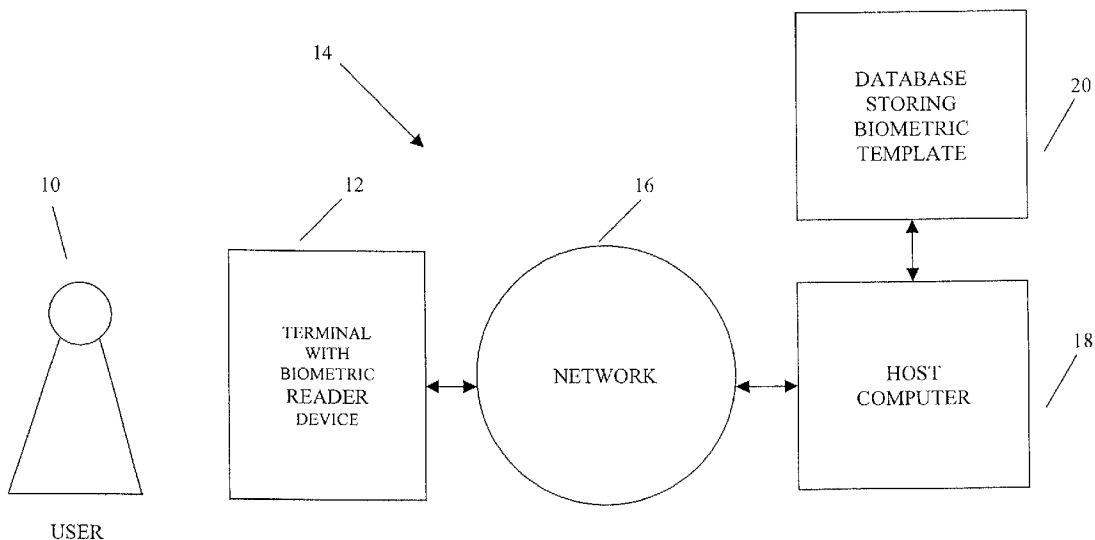 14
DATABASE
STORING
BIOMETRIC
TEMPLATE
20
10
12
16
TERMINAL
WITH
BIOMETRIC
READER
DEVICE
NETWORK
HOST
COMPUTER
18
USER